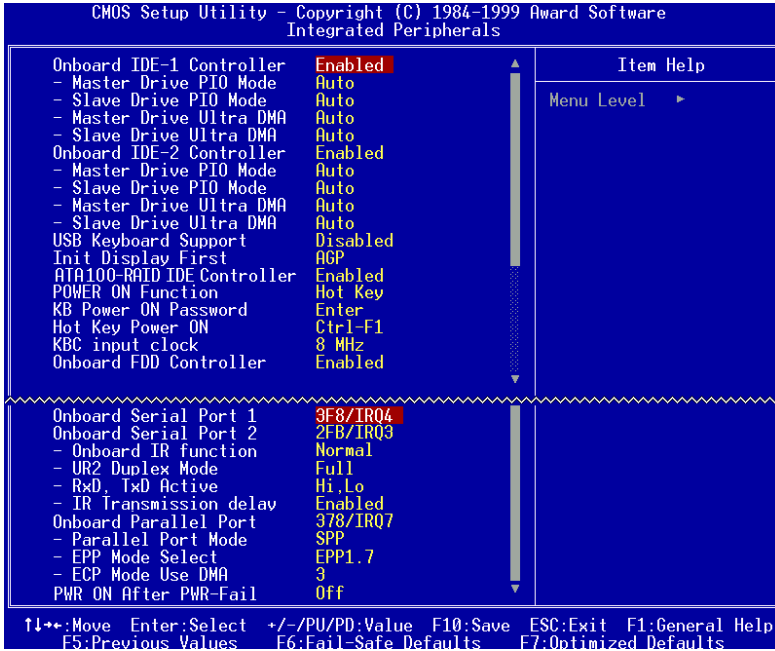 CMOS Setup Utility – Copyright (C) 1984–1999 Award Software
Integrated Peripherals
Onboard IDE-1 Controller Enabled
– Master Drive PIO Mode Auto
– Slave Drive PIO Mode Auto
– Master Drive Ultra DMA Auto
– Slave Drive Ultra DMA Auto
Onboard IDE-2 Controller Enabled
– Master Drive PIO Mode Auto
– Slave Drive PIO Mode Auto
– Master Drive Ultra DMA Auto
– Slave Drive Ultra DMA Auto
USB Keyboard Support Disabled
Init Display First AGP
ATA100-RAID IDE Controller Enabled
POWER ON Function Hot Key
KB Power ON Password Enter
Hot Key Power ON Ctrl-F1
KBC input clock 8 MHz
Onboard FDD Controller Enabled
Item Help
Menu Level ►
Onboard Serial Port 1 3F8/IRQ4
Onboard Serial Port 2 2FB/IRQ3
– Onboard IR function Normal
– UR2 Duplex Mode Full
– RxD, TxD Active Hi,Lo
– IR Transmission delay Enabled
Onboard Parallel Port 378/IRQ7
– Parallel Port Mode SPP
– EPP Mode Select EPP1.7
– ECP Mode Use DMA 3
PWR ON After PWR-Fail Off
↑↓→←:Move Enter:Select +/-/PU/PD:Value F10:Save ESC:Exit F1:General Help
F5:Previous Values F6:Fail-Safe Defaults F7:Optimized Defaults